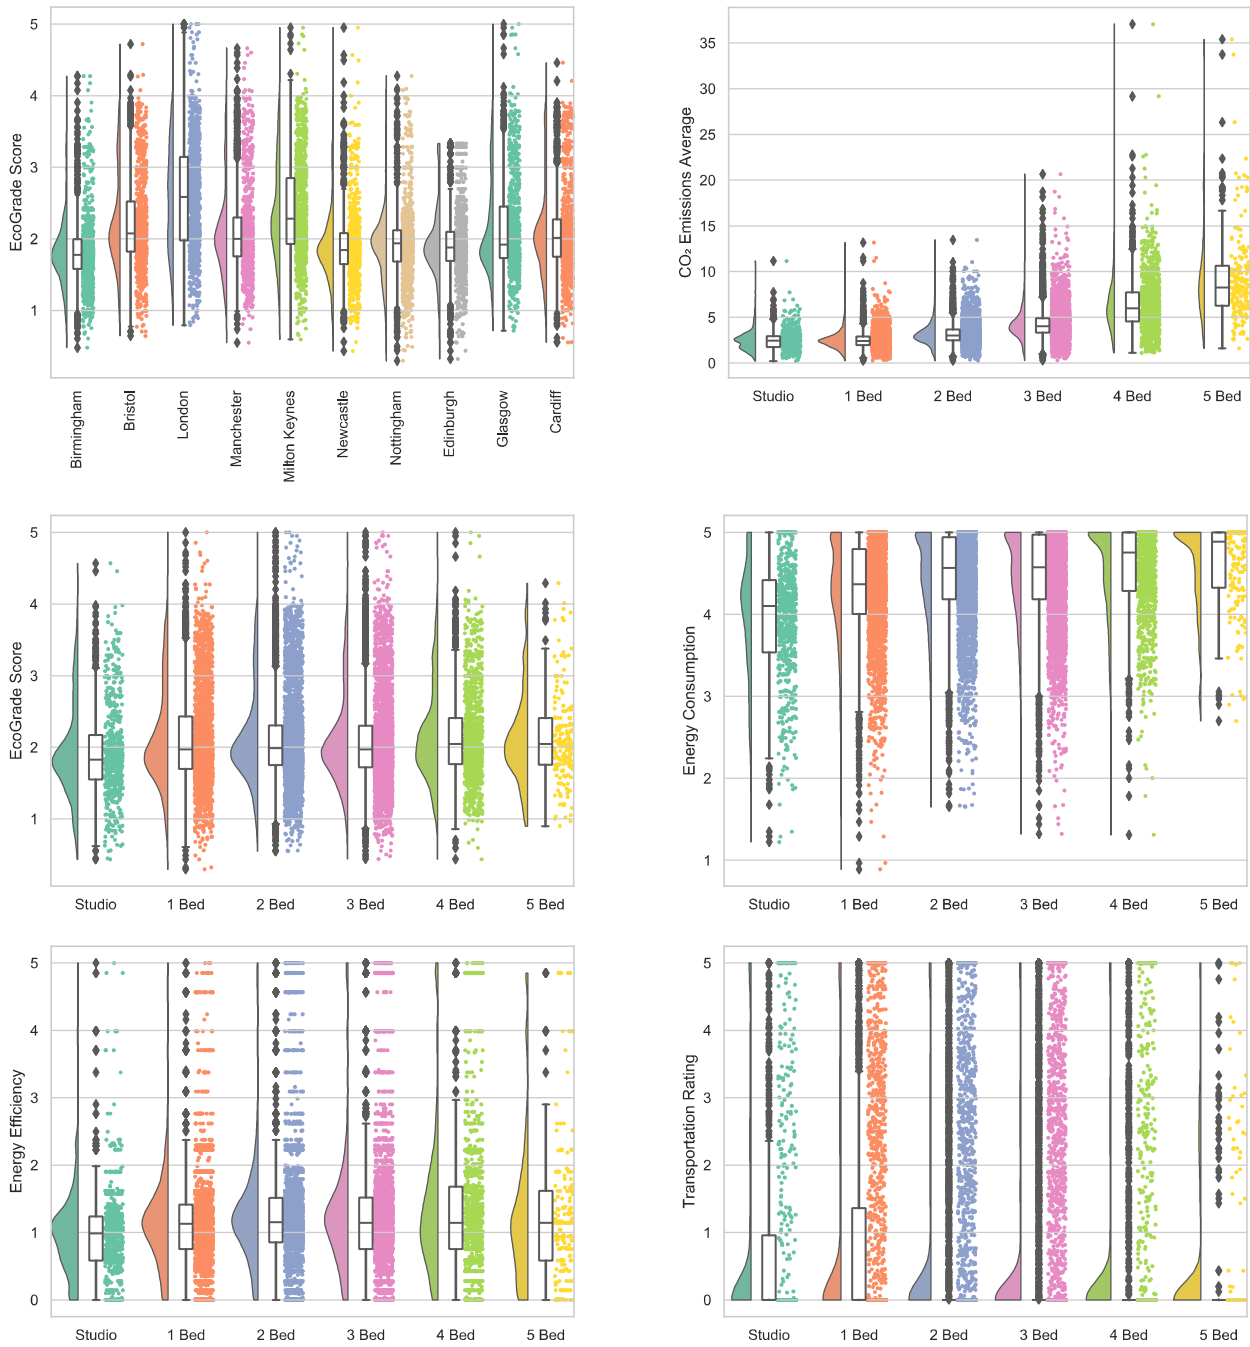 EcoGrade Score
5
4
3
2
1
Birmingham
Bristol
London
Manchester
Milton Keynes
Newcastle
Nottingham
Edinburgh
Glasgow
Cardiff
CO₂ Emissions Average
35
30
25
20
15
10
5
0
Studio 1 Bed 2 Bed 3 Bed 4 Bed 5 Bed
EcoGrade Score
5
4
3
2
1
Studio 1 Bed 2 Bed 3 Bed 4 Bed 5 Bed
Energy Consumption
5
4
3
2
1
Studio 1 Bed 2 Bed 3 Bed 4 Bed 5 Bed
Energy Efficiency
5
4
3
2
1
0
Studio 1 Bed 2 Bed 3 Bed 4 Bed 5 Bed
Transportation Rating
5
4
3
2
1
0
Studio 1 Bed 2 Bed 3 Bed 4 Bed 5 Bed